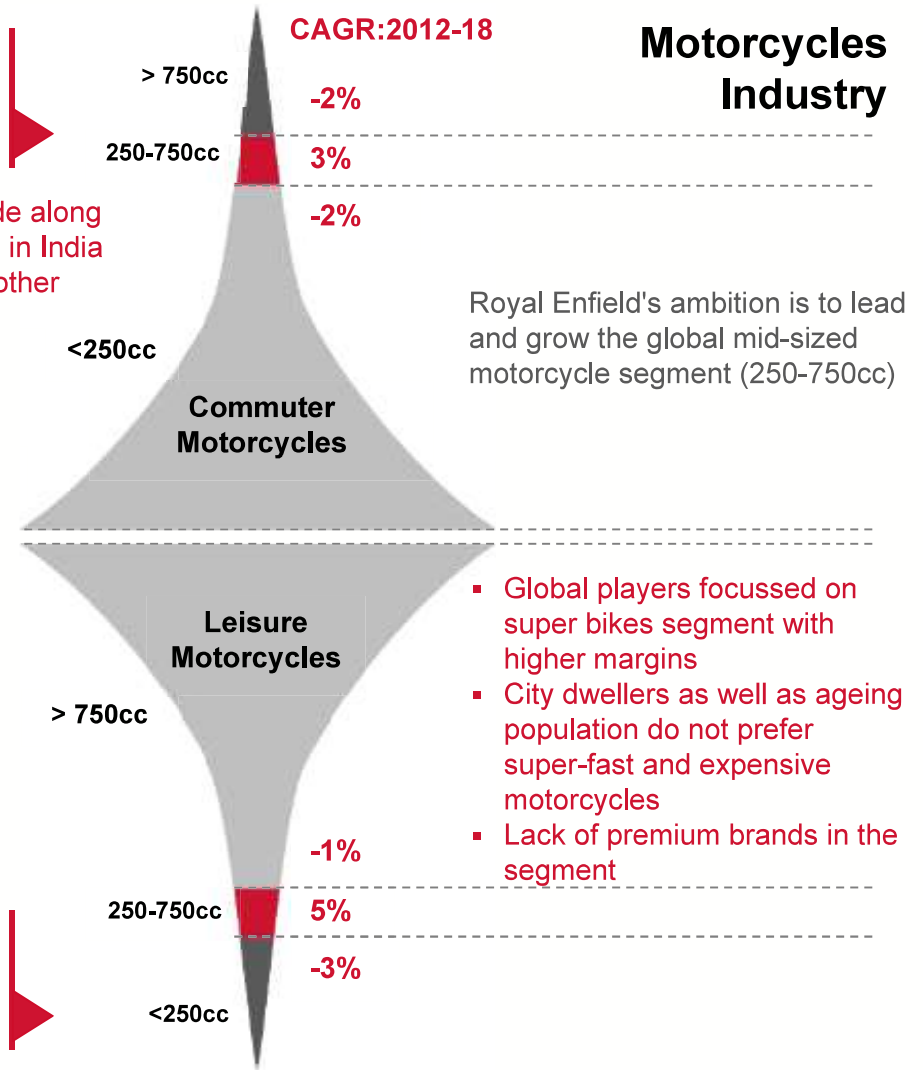 CAGR:2012-18
Motorcycles
Industry
> 750cc
-2%
250-750cc
3%
-2%
de along
in India
other
Royal Enfield's ambition is to lead
and grow the global mid-sized
motorcycle segment (250-750cc)
<250cc
Commuter
Motorcycles
Leisure
Motorcycles
▪ Global players focussed on
super bikes segment with
higher margins
▪ City dwellers as well as ageing
population do not prefer
super-fast and expensive
motorcycles
▪ Lack of premium brands in the
segment
> 750cc
-1%
250-750cc
5%
-3%
<250cc